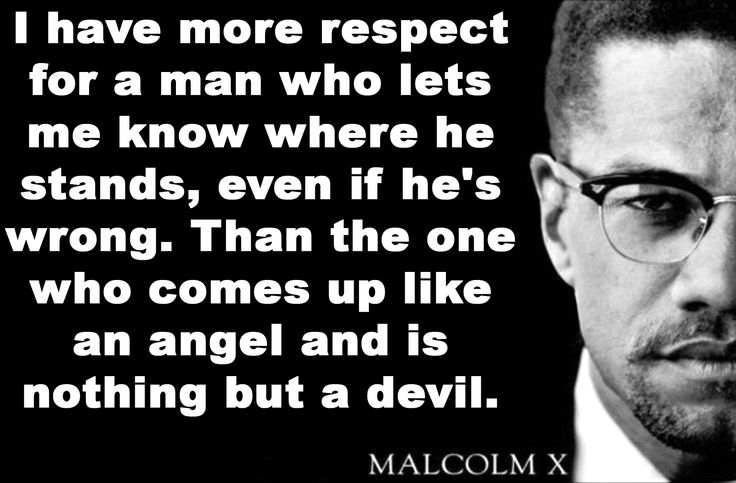 I have more respect
for a man who lets
me know where he
stands, even if he's
wrong. Than the one
who comes up like
an angel and is
nothing but a devil.
MALCOLM X